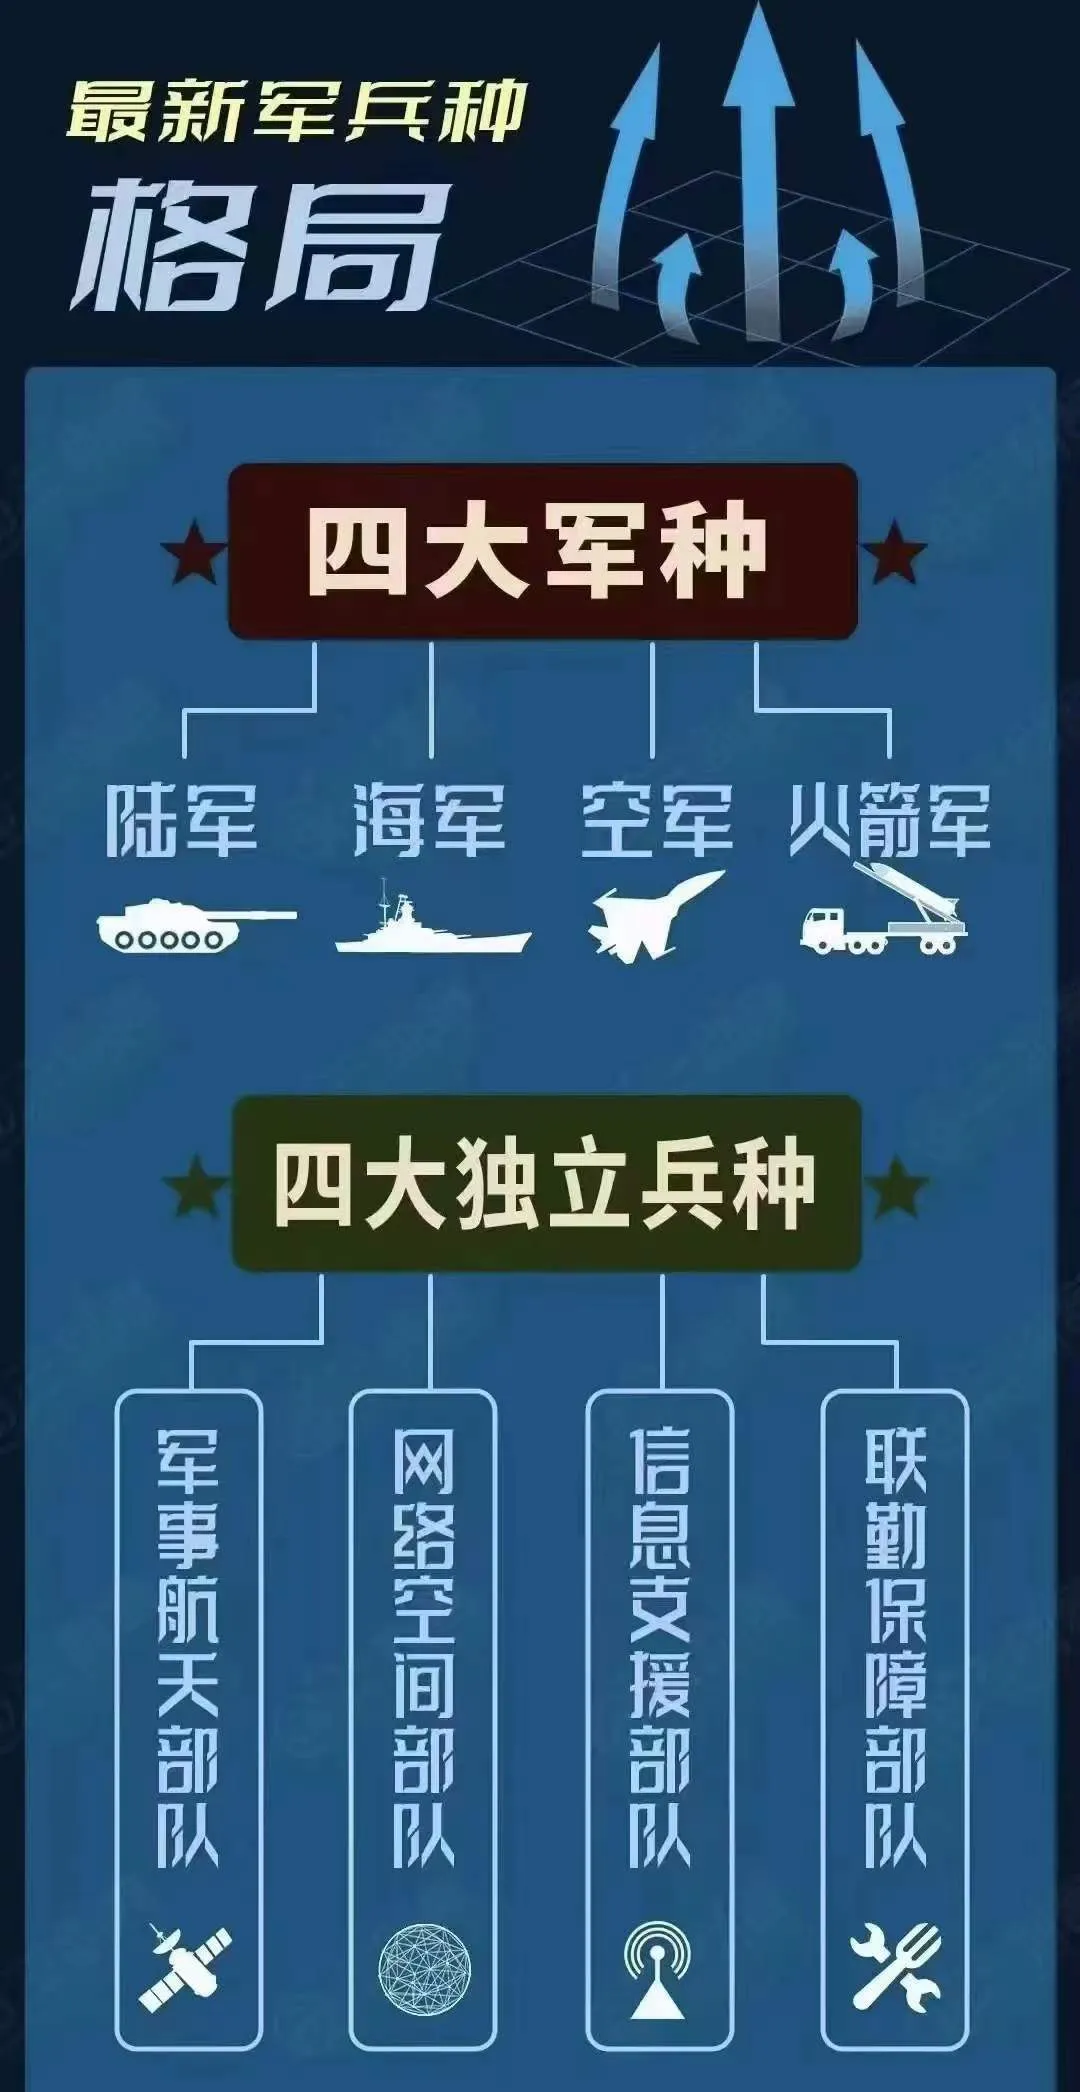 最新军兵种
格局
四大军种
陆军 海军 空军 火箭军
四大独立兵种
军事航天部队
网络空间部队
信息支援部队
联勤保障部队